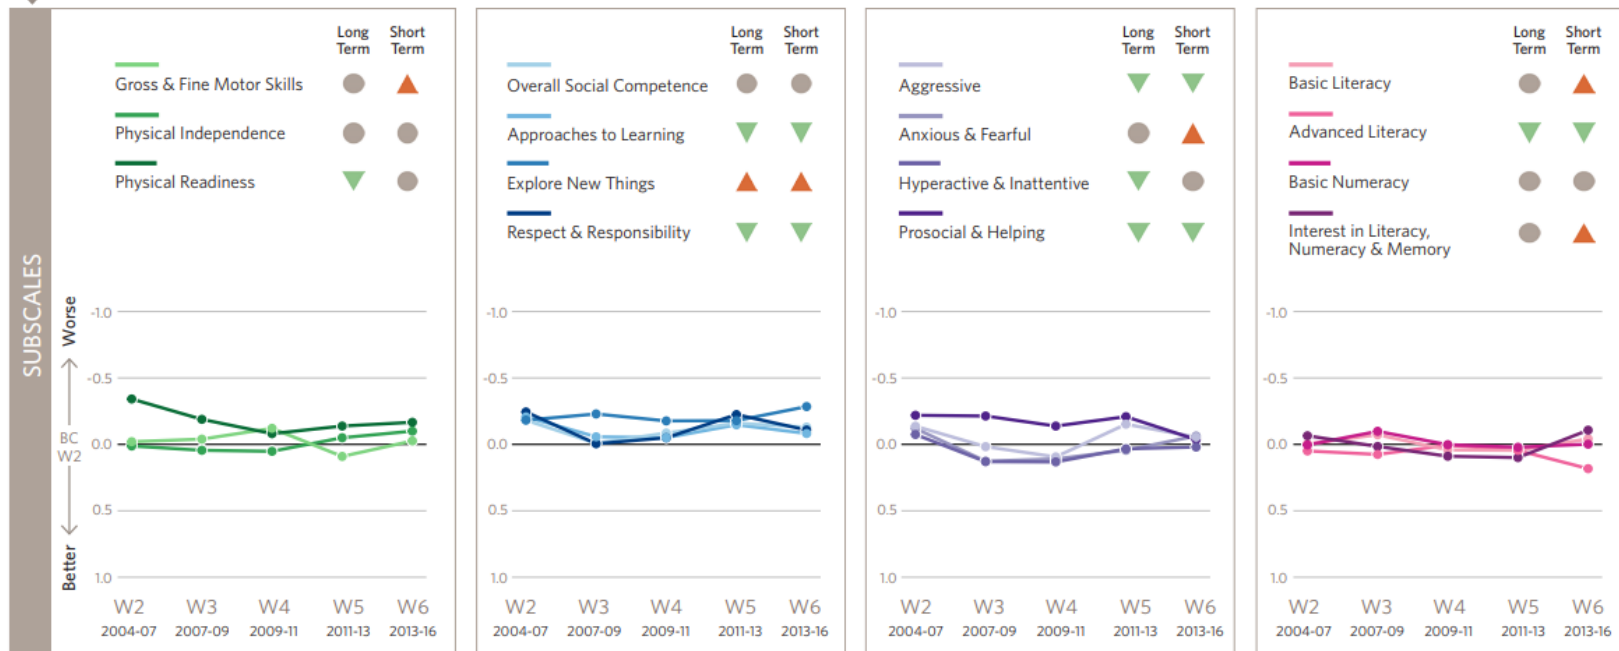 SUBSCALES
Long Term
Short Term
Gross & Fine Motor Skills
Physical Independence
Physical Readiness
Worse
BC
W2
Better
-1.0
-0.5
0.0
0.5
1.0
W2 W3 W4 W5 W6
2004-07 2007-09 2009-11 2011-13 2013-16
Long Term
Short Term
Overall Social Competence
Approaches to Learning
Explore New Things
Respect & Responsibility
-1.0
-0.5
0.0
0.5
1.0
W2 W3 W4 W5 W6
2004-07 2007-09 2009-11 2011-13 2013-16
Long Term
Short Term
Aggressive
Anxious & Fearful
Hyperactive & Inattentive
Prosocial & Helping
-1.0
-0.5
0.0
0.5
1.0
W2 W3 W4 W5 W6
2004-07 2007-09 2009-11 2011-13 2013-16
Long Term
Short Term
Basic Literacy
Advanced Literacy
Basic Numeracy
Interest in Literacy,
Numeracy & Memory
-1.0
-0.5
0.0
0.5
1.0
W2 W3 W4 W5 W6
2004-07 2007-09 2009-11 2011-13 2013-16